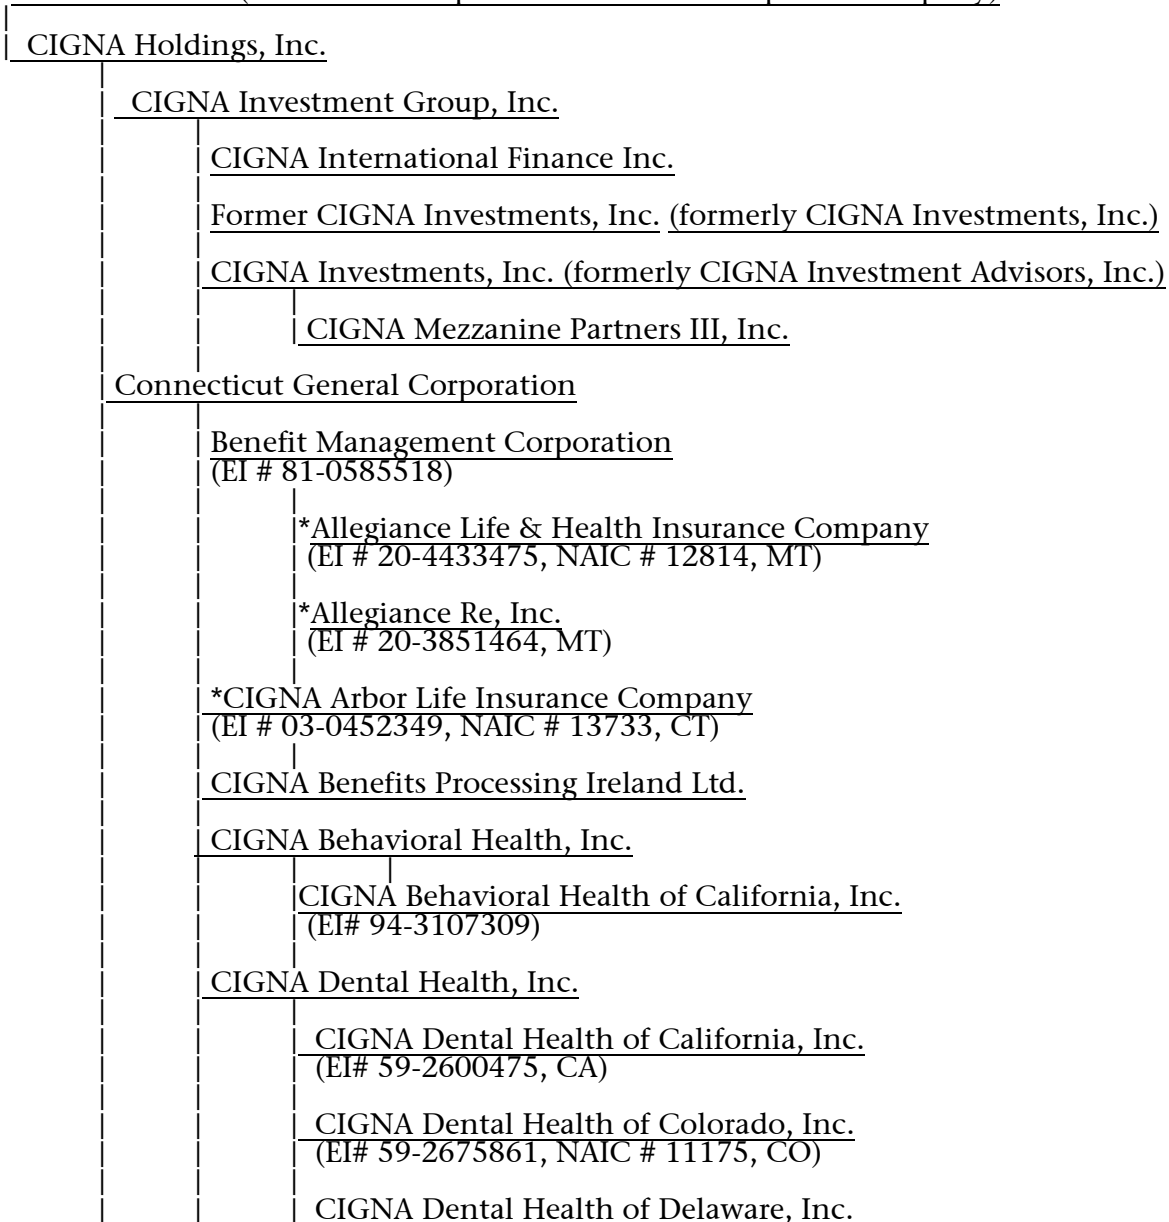 CIGNA Holdings, Inc.
CIGNA Investment Group, Inc.
CIGNA International Finance Inc.
Former CIGNA Investments, Inc. (formerly CIGNA Investments, Inc.)
CIGNA Investments, Inc. (formerly CIGNA Investment Advisors, Inc.)
CIGNA Mezzanine Partners III, Inc.
Connecticut General Corporation
Benefit Management Corporation
(EI # 81-0585518)
*Allegiance Life & Health Insurance Company
(EI # 20-4433475, NAIC # 12814, MT)
*Allegiance Re, Inc.
(EI # 20-3851464, MT)
*CIGNA Arbor Life Insurance Company
(EI # 03-0452349, NAIC # 13733, CT)
CIGNA Benefits Processing Ireland Ltd.
CIGNA Behavioral Health, Inc.
CIGNA Behavioral Health of California, Inc.
(EI# 94-3107309)
CIGNA Dental Health, Inc.
CIGNA Dental Health of California, Inc.
(EI# 59-2600475, CA)
CIGNA Dental Health of Colorado, Inc.
(EI# 59-2675861, NAIC # 11175, CO)
CIGNA Dental Health of Delaware, Inc.